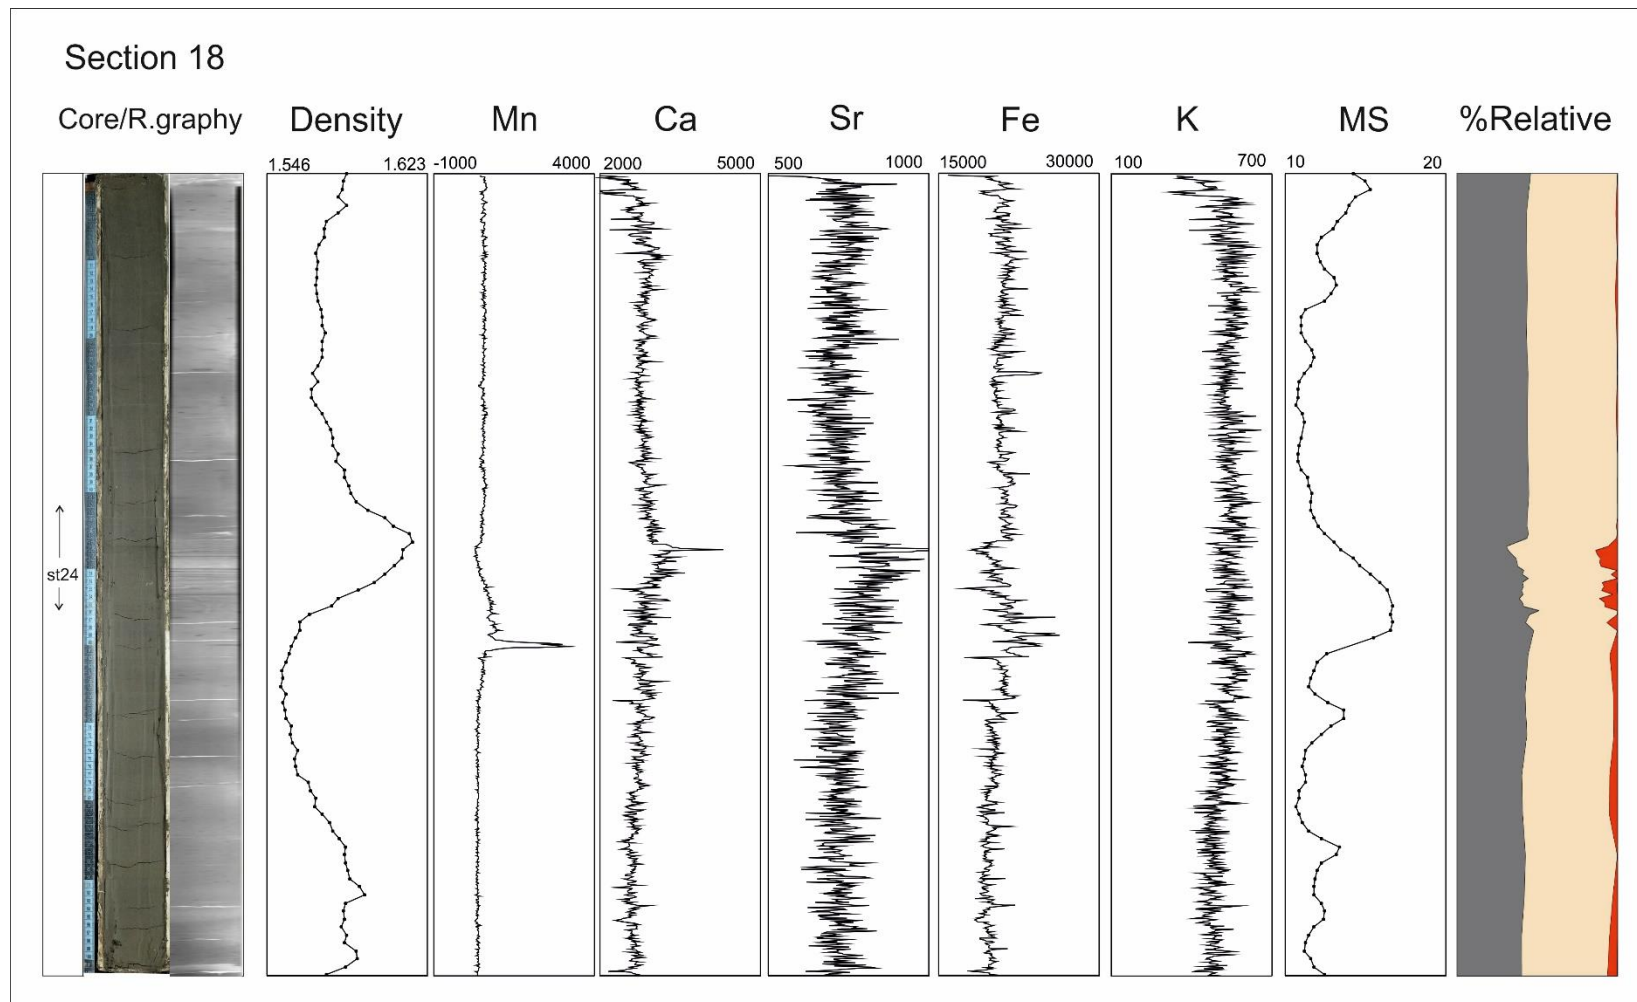 Section 18
Core/R.graphy Density Mn Ca Sr Fe K MS %Relative
1.546 1.623 -1000 4000 2000 5000 500 1000 15000 30000 100 700 10 20
st24